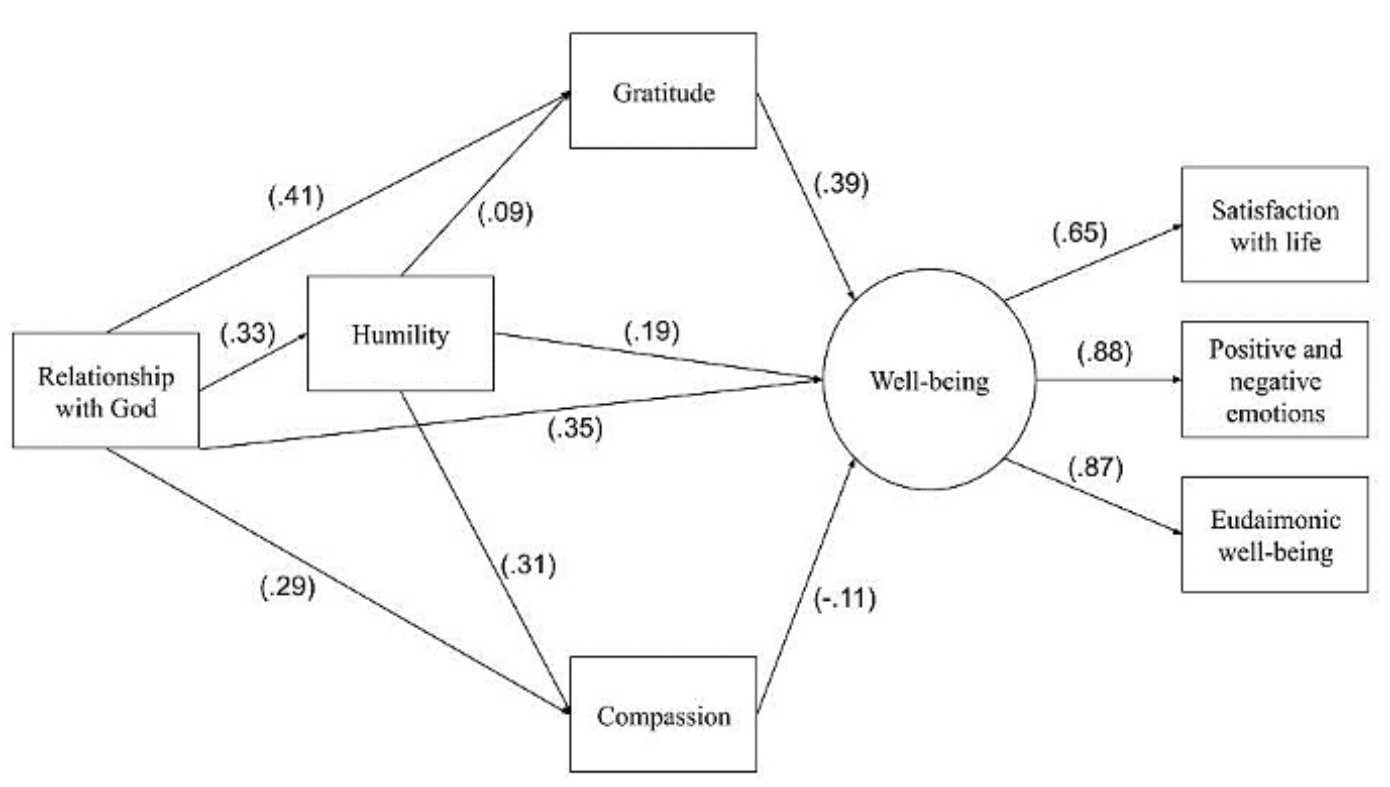 Gratitude
(.39)
(.41)
(.09)
Satisfaction
with life
(.65)
(.33)
Humility
(.19)
Relationship
with God
(.35)
Well-being
(.88)
Positive and
negative
emotions
(.87)
Eudaimonic
well-being
(.29)
(.31)
(-.11)
Compassion